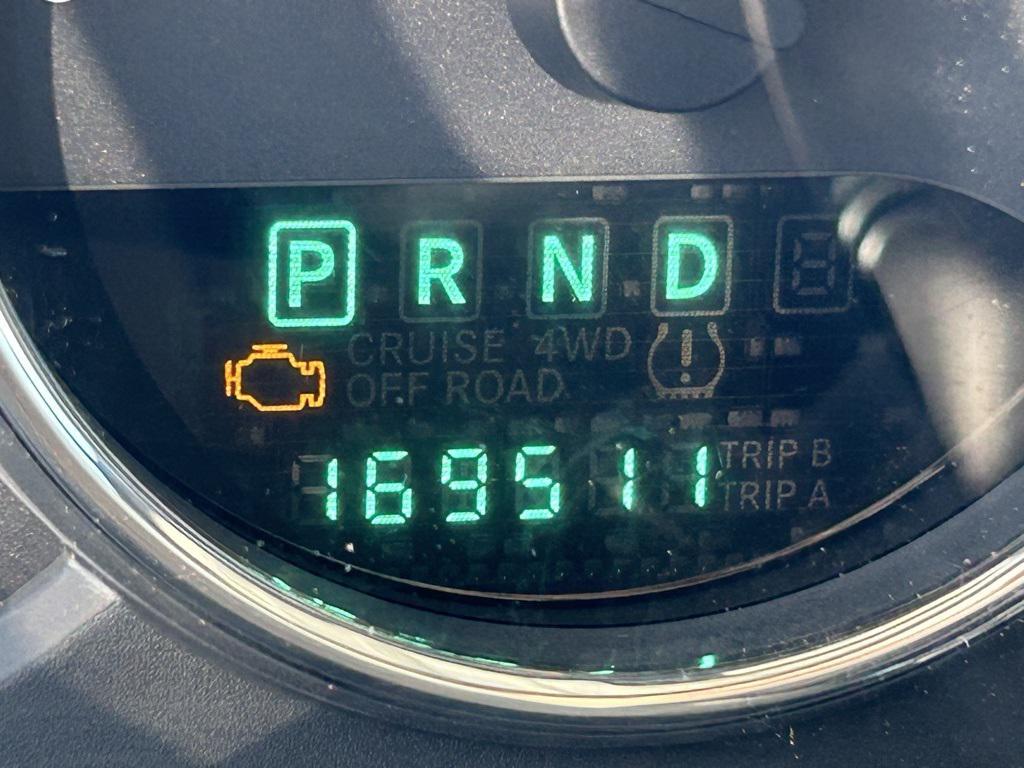 P R N D
CRUISE 4WD
OFF ROAD
169511
TRIP B
TRIP A